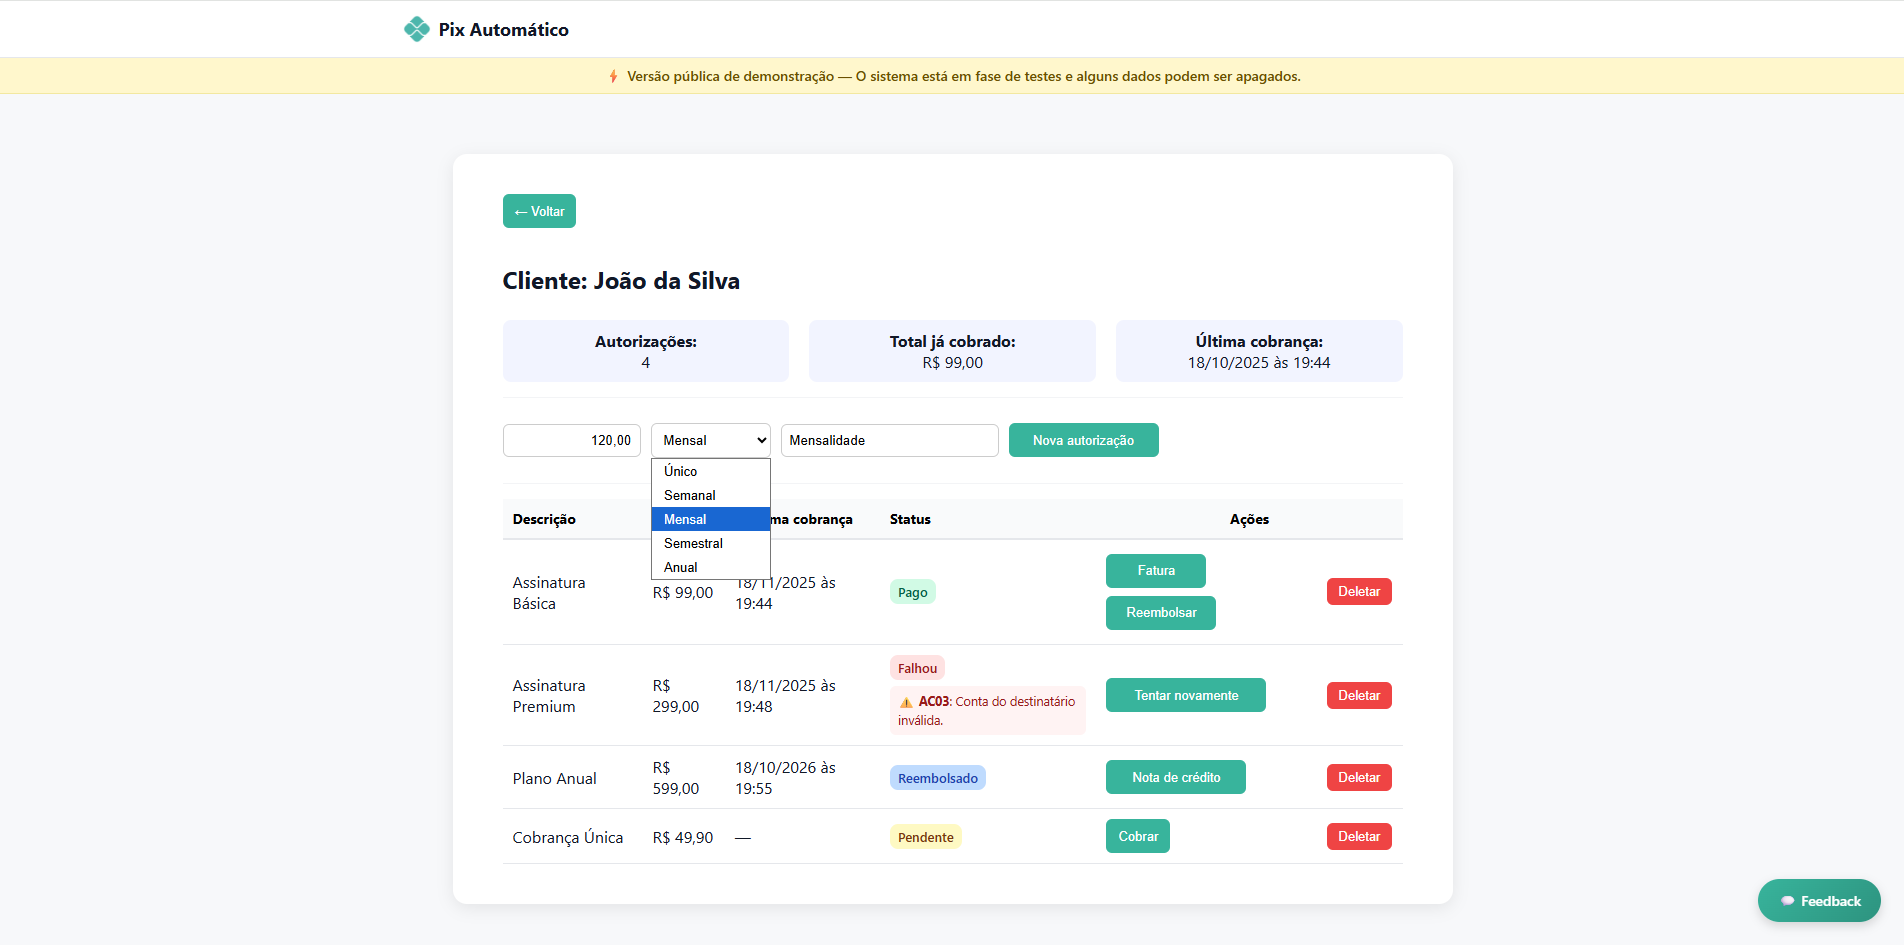 Pix Automático
Versão pública de demonstração — O sistema está em fase de testes e alguns dados podem ser apagados.
← Voltar
Cliente: João da Silva
Autorizações:
4
Total já cobrado:
R$ 99,00
Última cobrança:
18/10/2025 às 19:44
120,00 Mensal Mensalidade Nova autorização
Único
Semanal
Mensal
Semestral
Anual
Descrição cobrança Status Ações
Assinatura
Básica
R$ 99,00
18/11/2025 às
19:44
Pago
Fatura
Reembolsar
Deletar
Assinatura
Premium
R$
299,00
18/11/2025 às
19:48
Falhou
⚠️ AC03: Conta do destinatário
inválida.
Tentar novamente
Deletar
Plano Anual
R$
599,00
18/10/2026 às
19:55
Reembolsado
Nota de crédito
Deletar
Cobrança Única
R$ 49,90
—
Pendente
Cobrar
Deletar
Feedback